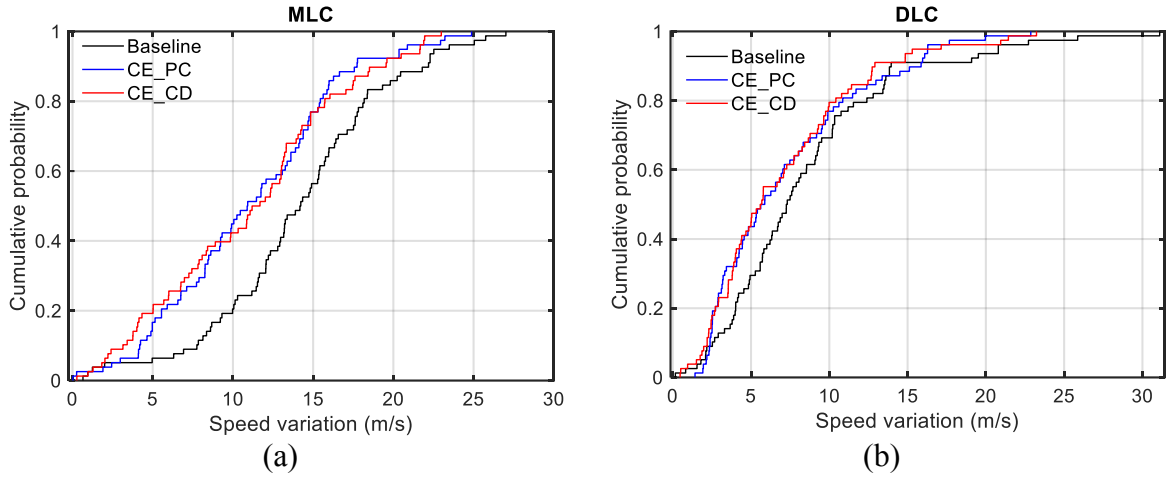 MLC
Baseline
CE_PC
CE_CD
1
0.8
0.6
0.4
0.2
0
Cumulative probability
0 5 10 15 20 25 30
Speed variation (m/s)
(a)
DLC
Baseline
CE_PC
CE_CD
1
0.8
0.6
0.4
0.2
0
Cumulative probability
0 5 10 15 20 25 30
Speed variation (m/s)
(b)